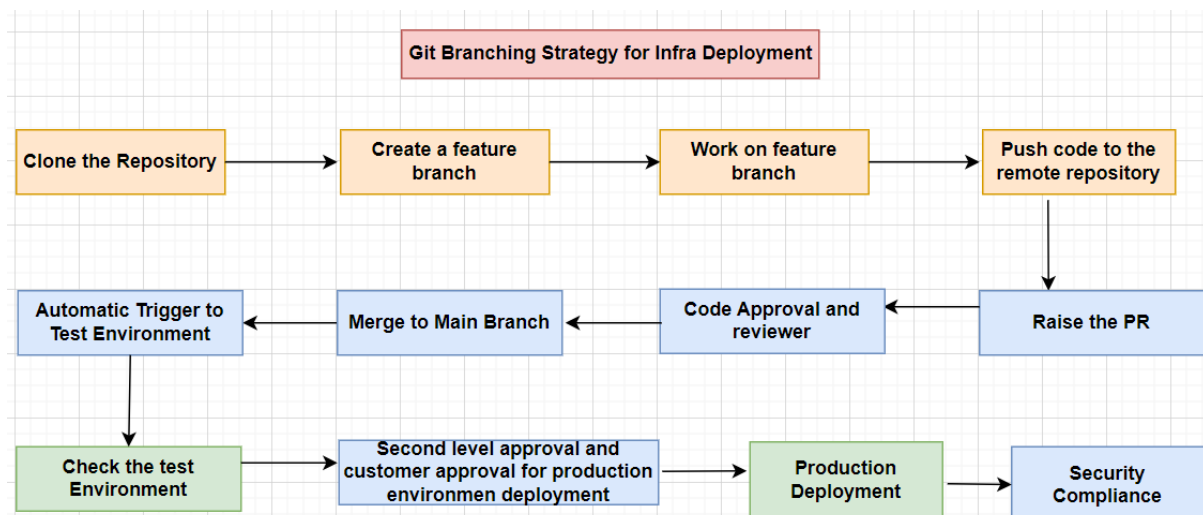 Git Branching Strategy for Infra Deployment
Clone the Repository
Create a feature
branch
Work on feature
branch
Push code to the
remote repository
Raise the PR
Code Approval and
reviewer
Merge to Main Branch
Automatic Trigger to
Test Environment
Check the test
Environment
Second level approval and
customer approval for production
environmen deployment
Production
Deployment
Security
Compliance